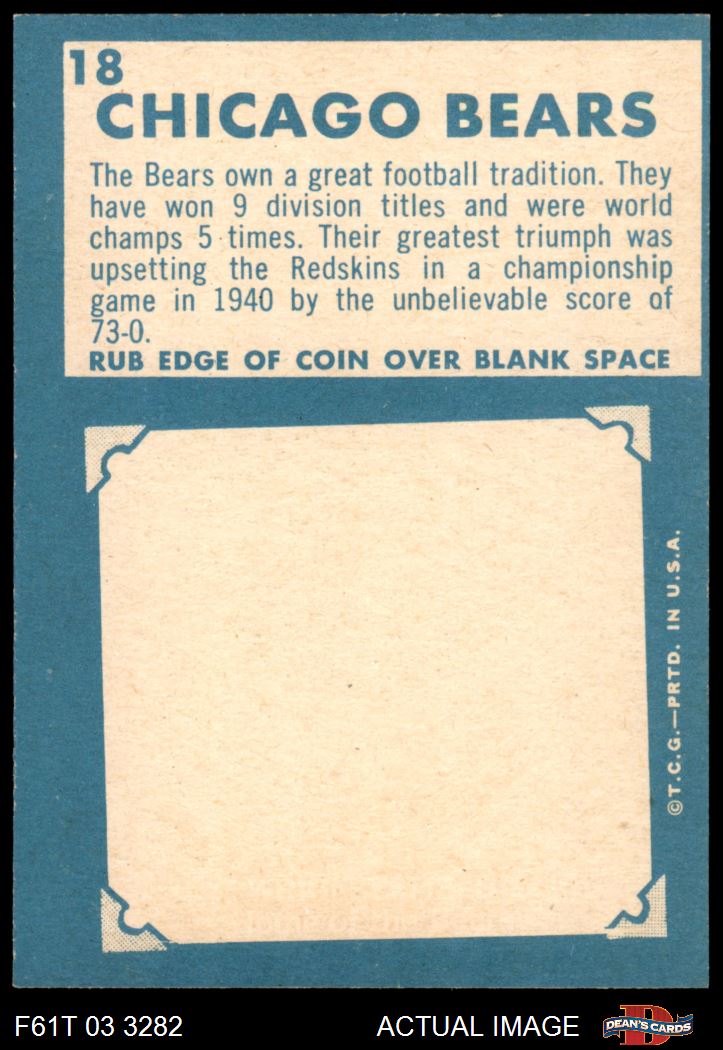 18
CHICAGO BEARS
The Bears own a great football tradition. They
have won 9 division titles and were world
champs 5 times. Their greatest triumph was
upsetting the Redskins in a championship
game in 1940 by the unbelievable score of
73-0.
RUB EDGE OF COIN OVER BLANK SPACE
©T.C.G.—PRTD. IN U.S.A.
F61T 03 3282
ACTUAL IMAGE
D
DEAN'S CARDS